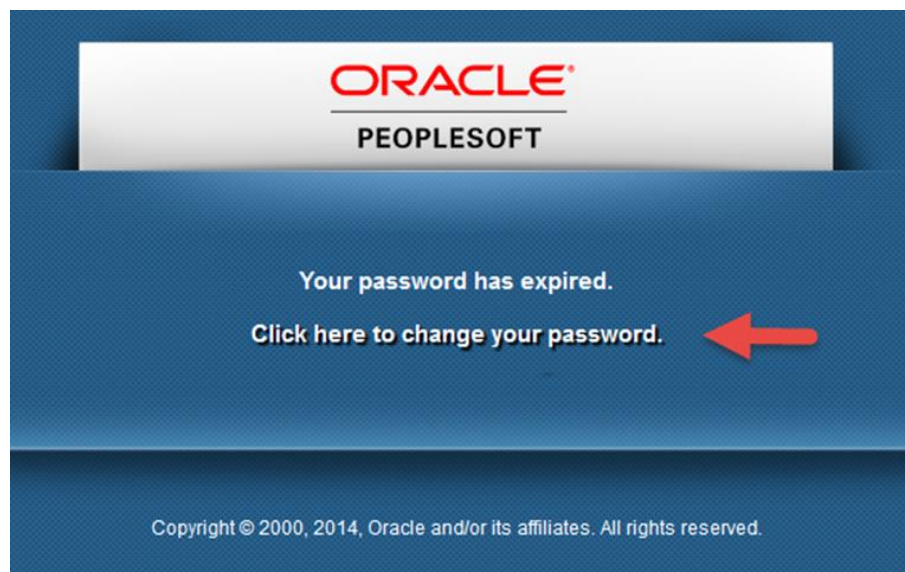 ORACLE®
PEOPLESOFT
Your password has expired.
Click here to change your password.
Copyright © 2000, 2014, Oracle and/or its affiliates. All rights reserved.